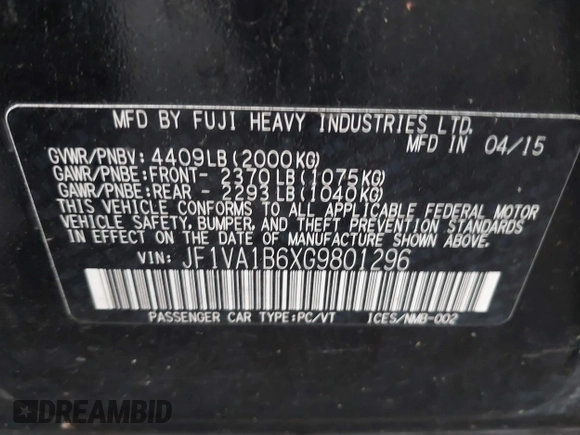 MFD BY FUJI HEAVY INDUSTRIES LTD.
MFD IN 04/15
GVWR/PNBV: 4409LB(2000KG)
GAWR/PNBE:FRONT- 2370LB(1075KG)
GAWR/PNBE:REAR - 2293LB(1040KG)
THIS VEHICLE CONFORMS TO ALL APPLICABLE FEDERAL MOTOR
VEHICLE SAFETY, BUMPER, AND THEFT PREVENTION STANDARDS
IN EFFECT ON THE DATE OF MANUFACTURE SHOWN ABOVE.
VIN: JF1VA1B6XG9801296
PASSENGER CAR TYPE:PC/VT ICES/NMB-002
DREAMBID